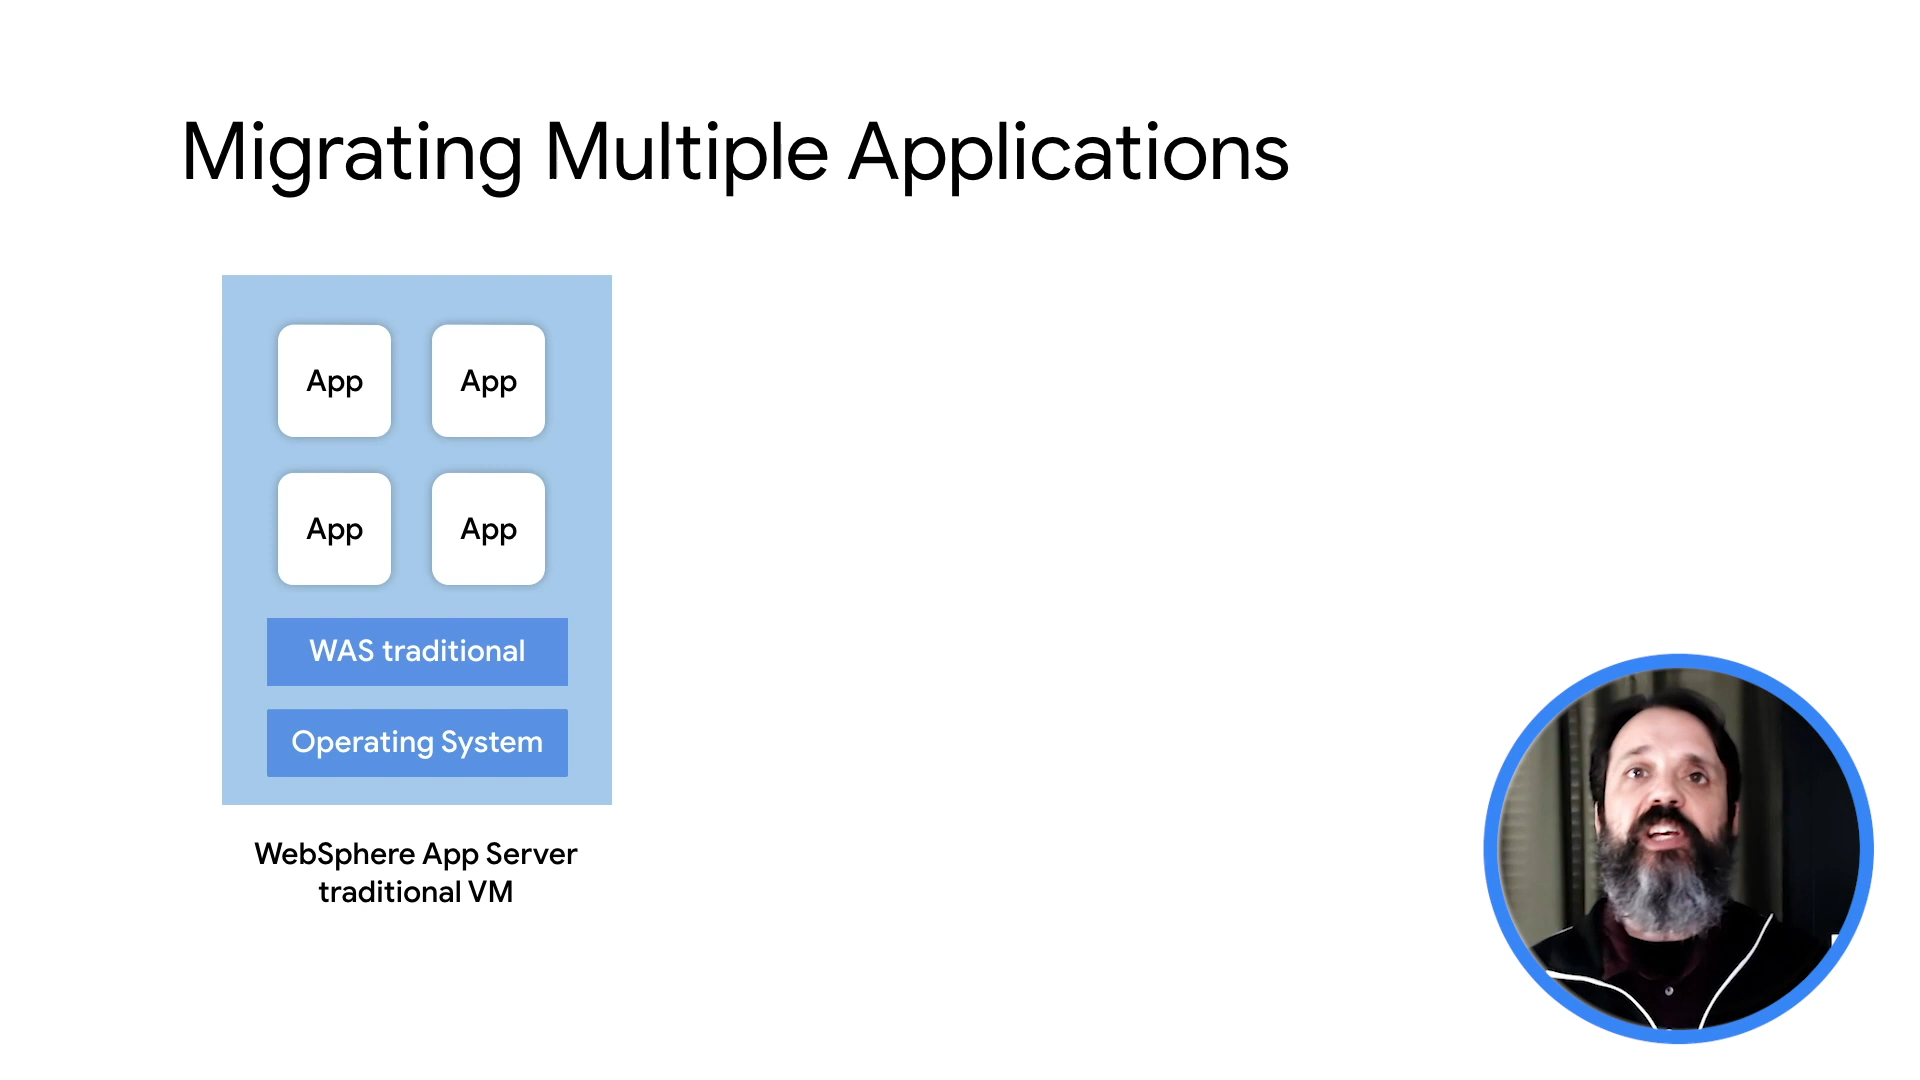 Migrating Multiple Applications
App App
App App
WAS traditional
Operating System
WebSphere App Server
traditional VM